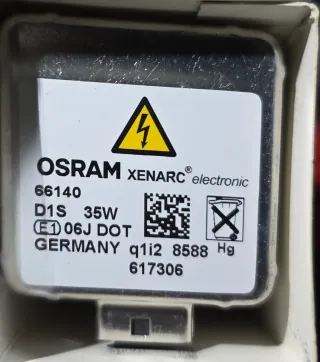 OSRAM XENARC® electronic
66140
D1S 35W
E1 06J DOT
GERMANY q1i2 8588 Hg
617306